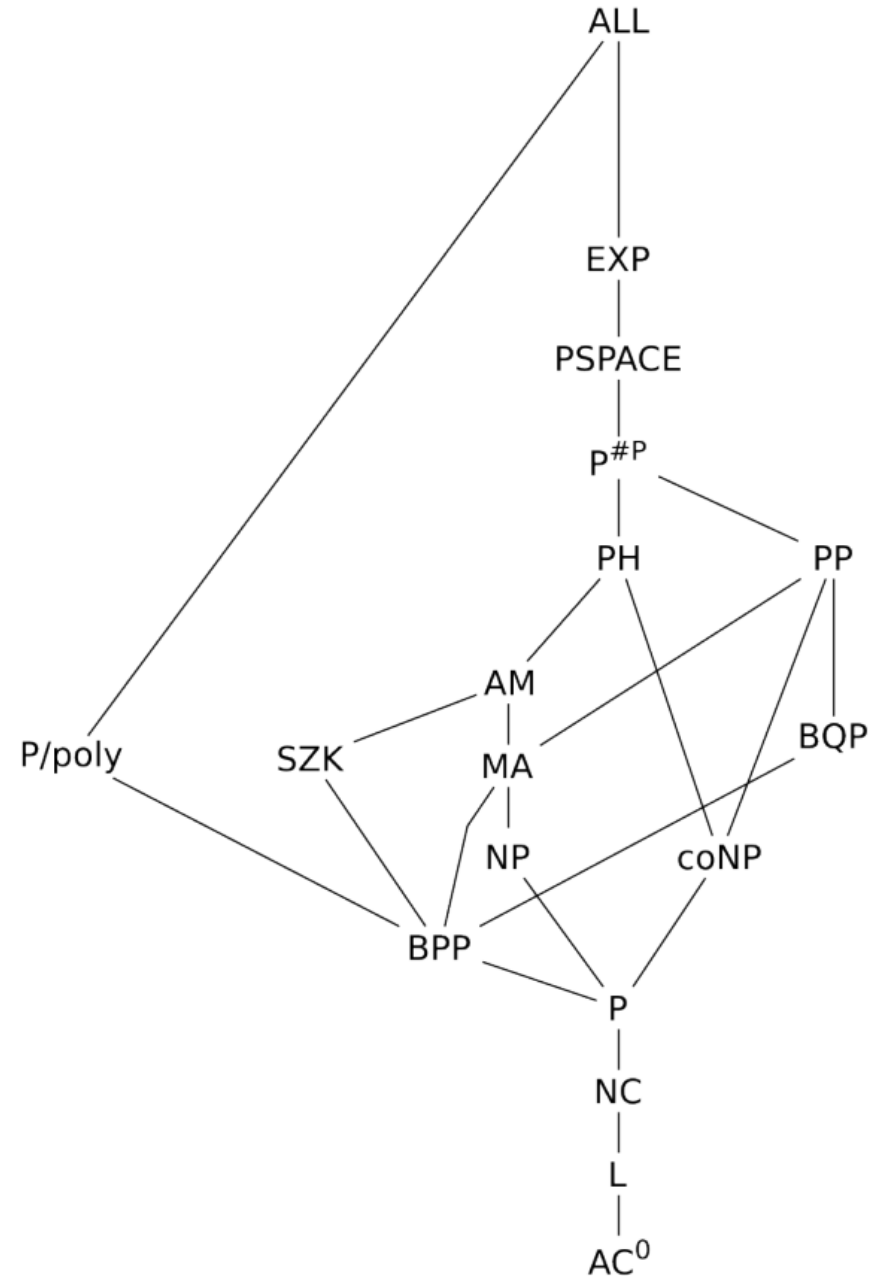 ALL
EXP
PSPACE
P^#P
PH
PP
AM
P/poly
SZK
MA
BQP
NP
coNP
BPP
P
NC
L
AC^0